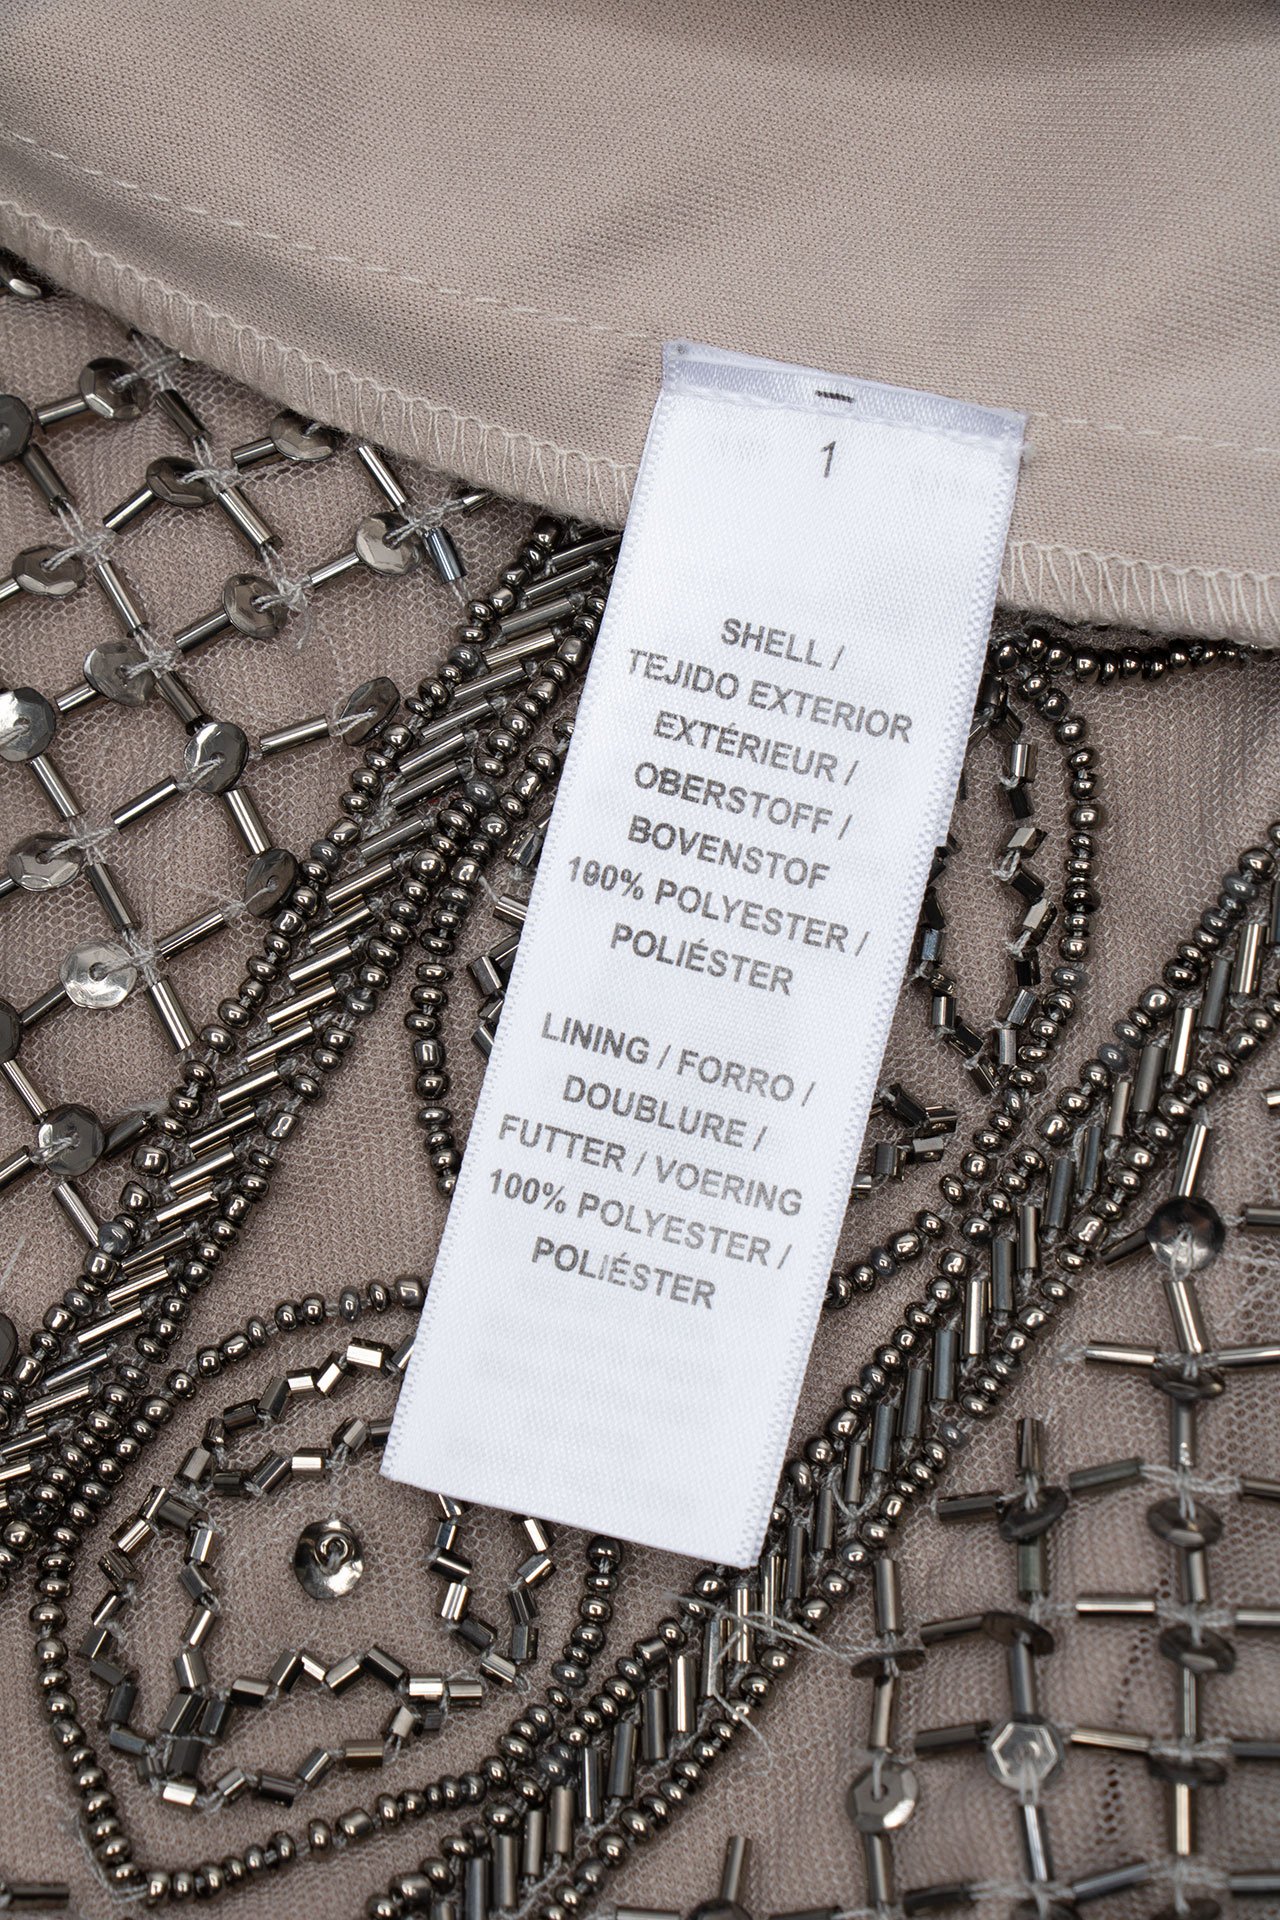 1
SHELL /
TEJIDO EXTERIOR
EXTÉRIEUR /
OBERSTOFF /
BOVENSTOF
100% POLYESTER /
POLIÉSTER
LINING / FORRO /
DOUBLURE /
FUTTER / VOERING
100% POLYESTER /
POLIÉSTER